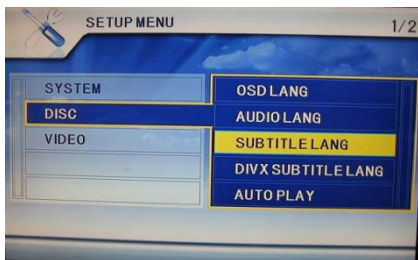 SETUP MENU
1/2
SYSTEM
DISC
VIDEO
OSD LANG
AUDIO LANG
SUBTITLE LANG
DIVX SUBTITLE LANG
AUTO PLAY